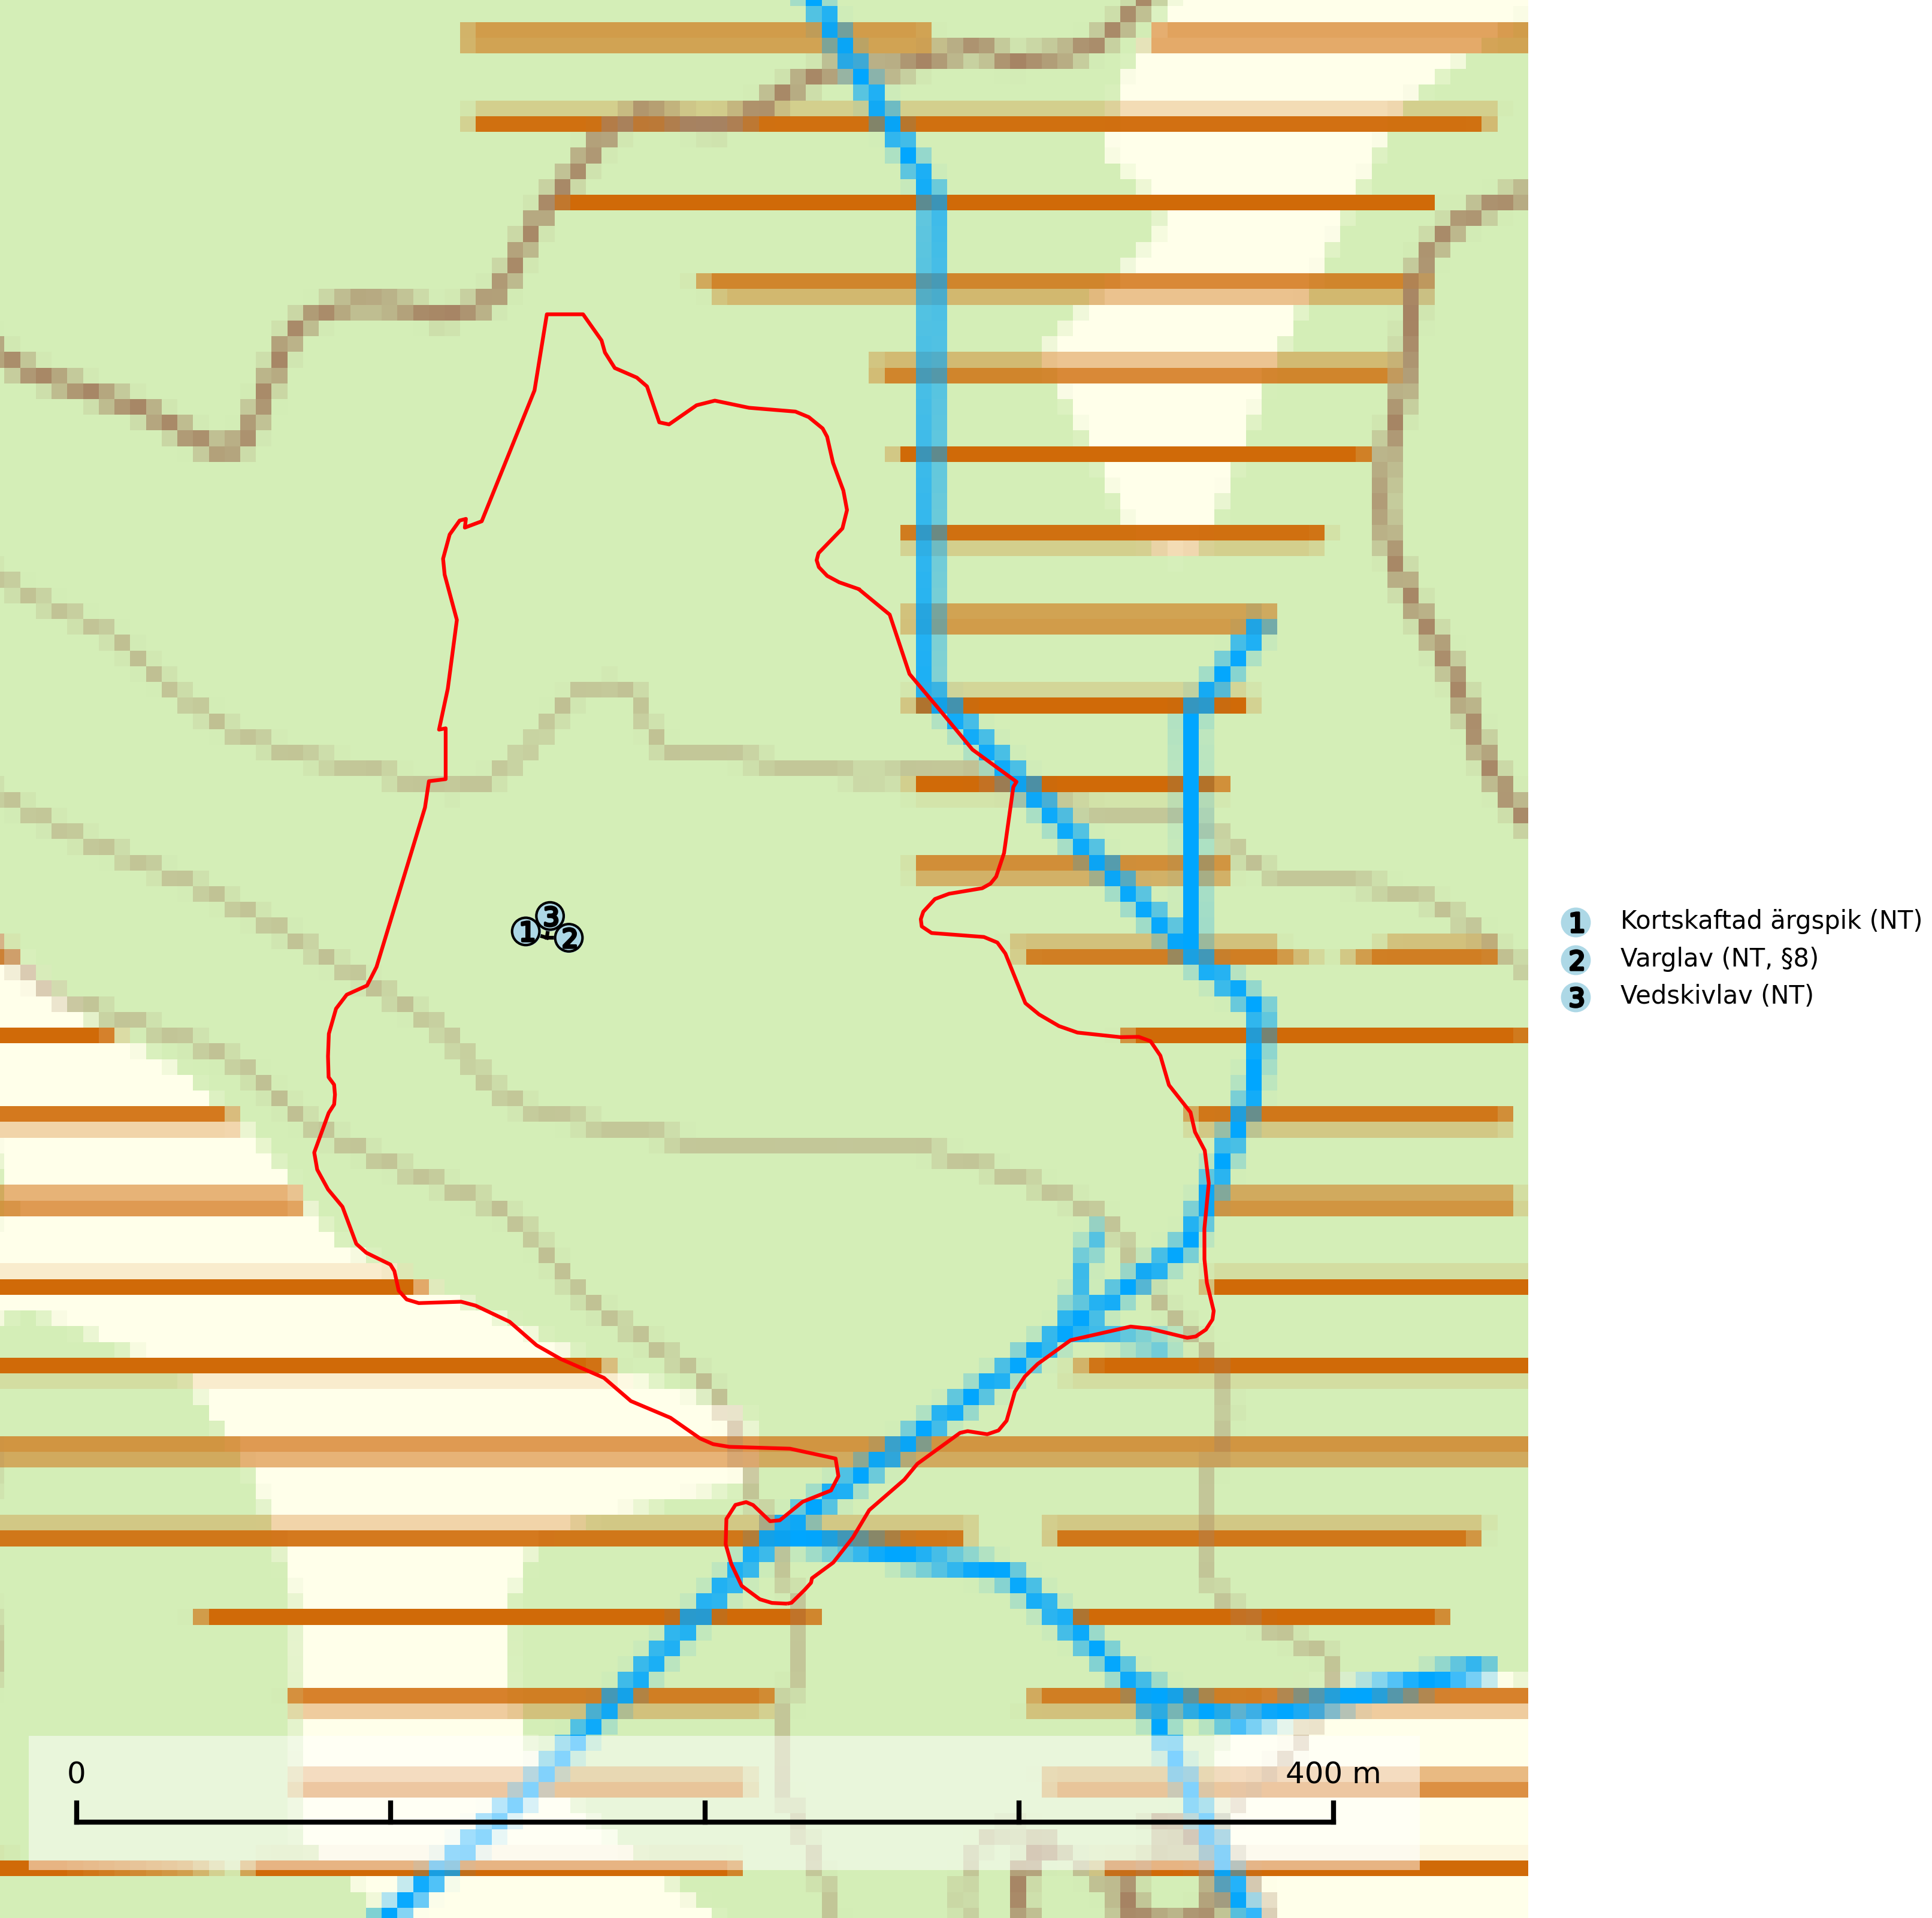 3
1
2
1 Kortskaftad ärgspik (NT)
2 Varglav (NT, §8)
3 Vedskivlav (NT)
0 400 m